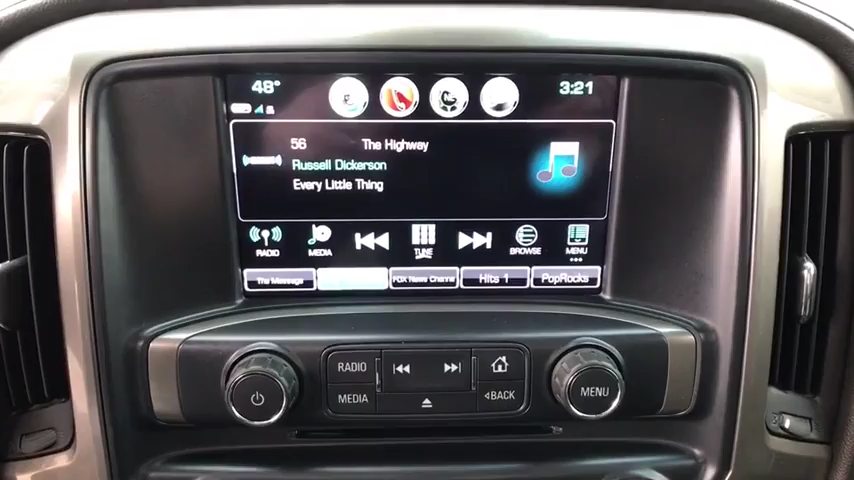 48° 3:21
56 The Highway
Russell Dickerson
Every Little Thing
RADIO MEDIA TUNE BROWSE MENU
The Message FOX News Channel Hits 1 PopRocks
RADIO
MEDIA BACK
MENU